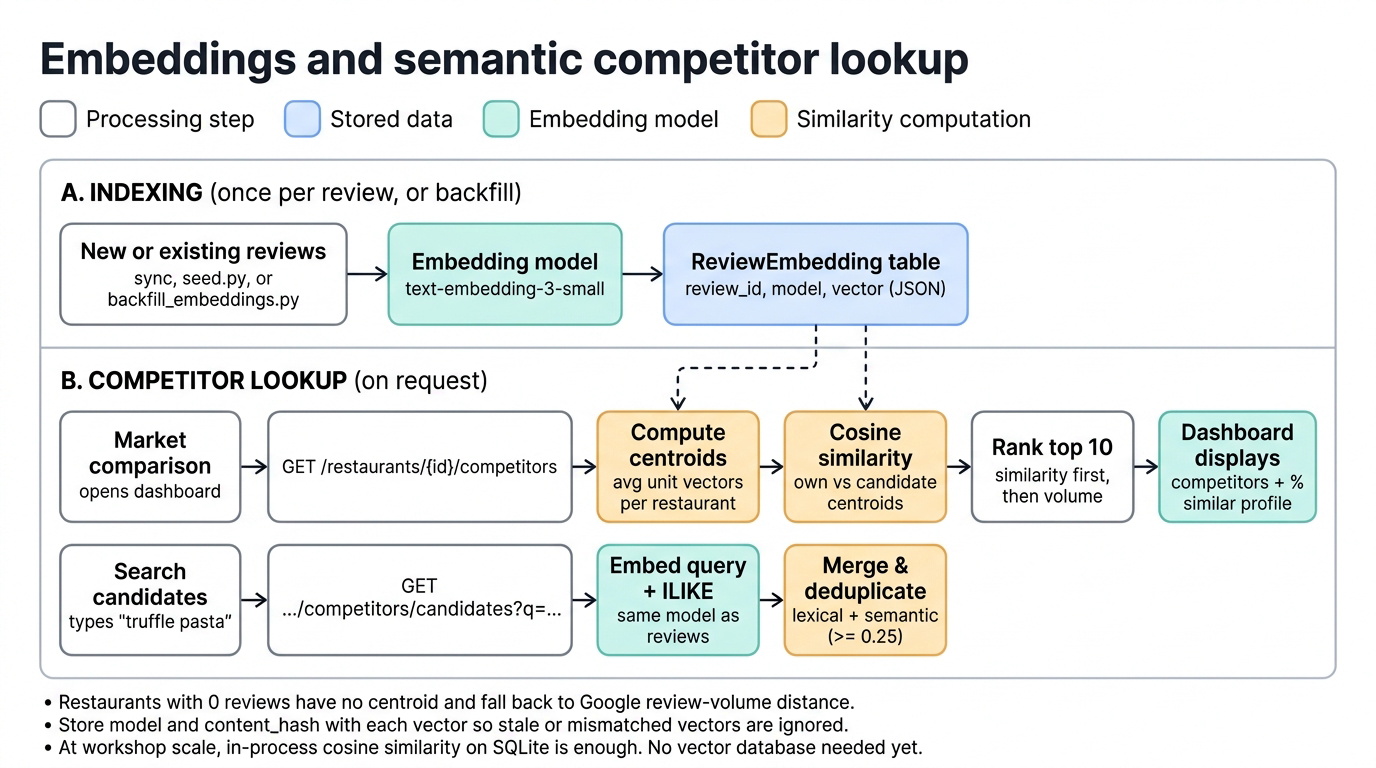 Embeddings and semantic competitor lookup
Processing step
Stored data
Embedding model
Similarity computation
A. INDEXING (once per review, or backfill)
New or existing reviews
sync, seed.py, or
backfill_embeddings.py
Embedding model
text-embedding-3-small
ReviewEmbedding table
review_id, model, vector (JSON)
B. COMPETITOR LOOKUP (on request)
Market
comparison
opens dashboard
GET /restaurants/{id}/competitors
Compute
centroids
avg unit vectors
per restaurant
Cosine
similarity
own vs candidate
centroids
Rank top 10
similarity first,
then volume
Dashboard
displays
competitors + %
similar profile
Search
candidates
types "truffle pasta"
GET
.../competitors/candidates?q=...
Embed query
+ ILIKE
same model as
reviews
Merge &
deduplicate
lexical + semantic
(>= 0.25)
• Restaurants with 0 reviews have no centroid and fall back to Google review-volume distance.
• Store model and content_hash with each vector so stale or mismatched vectors are ignored.
• At workshop scale, in-process cosine similarity on SQLite is enough. No vector database needed yet.